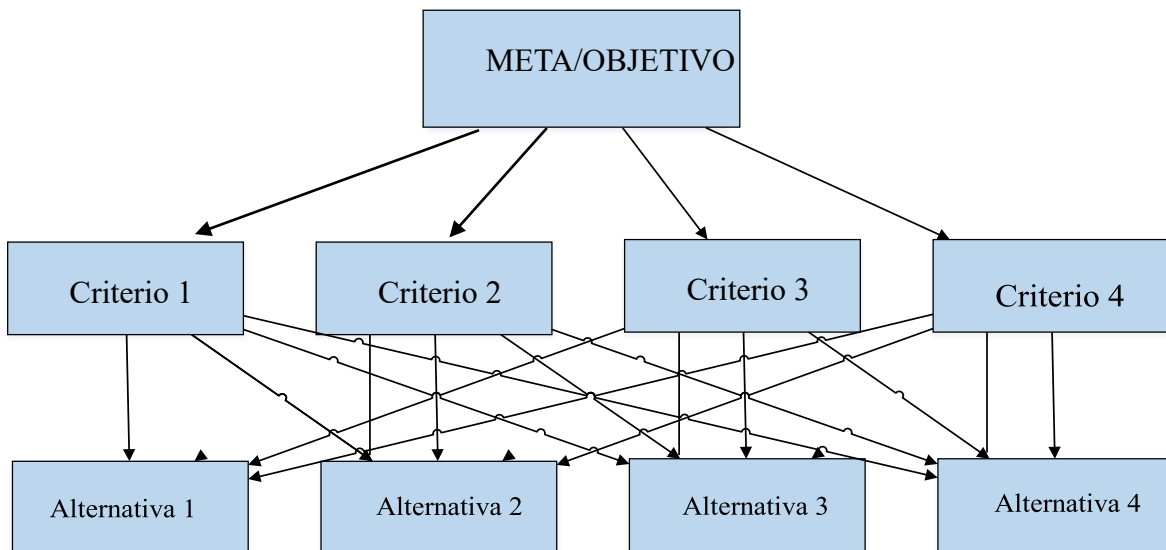 META/OBJETIVO
Criterio 1
Criterio 2
Criterio 3
Criterio 4
Alternativa 1
Alternativa 2
Alternativa 3
Alternativa 4